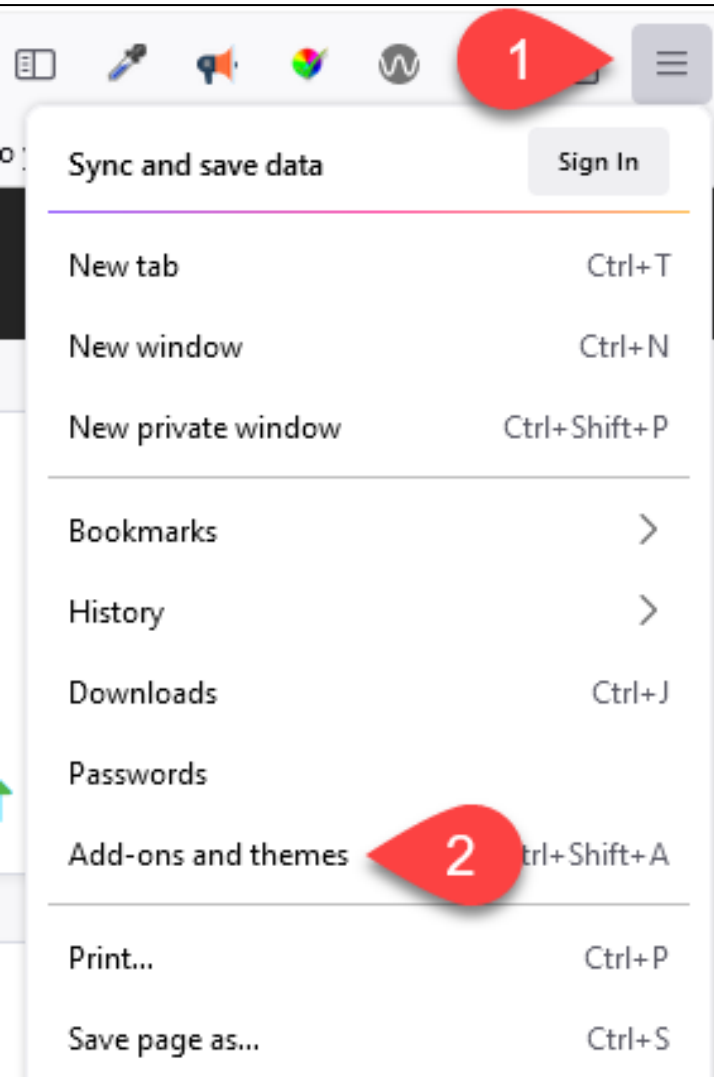 1
o
Sync and save data Sign In
New tab Ctrl+T
New window Ctrl+N
New private window Ctrl+Shift+P
Bookmarks
History
Downloads Ctrl+J
Passwords
Add-ons and themes 2 trl+Shift+A
Print... Ctrl+P
Save page as... Ctrl+S